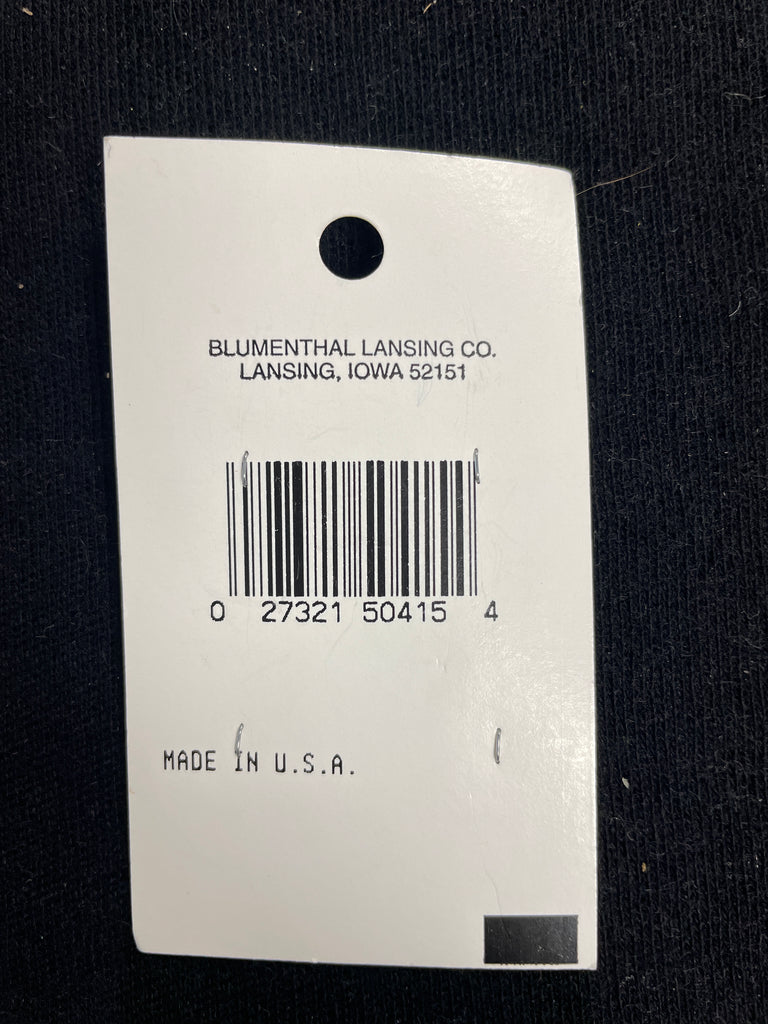 BLUMENTHAL LANSING CO.
LANSING, IOWA 52151
0 27321 50415 4
MADE IN U.S.A.